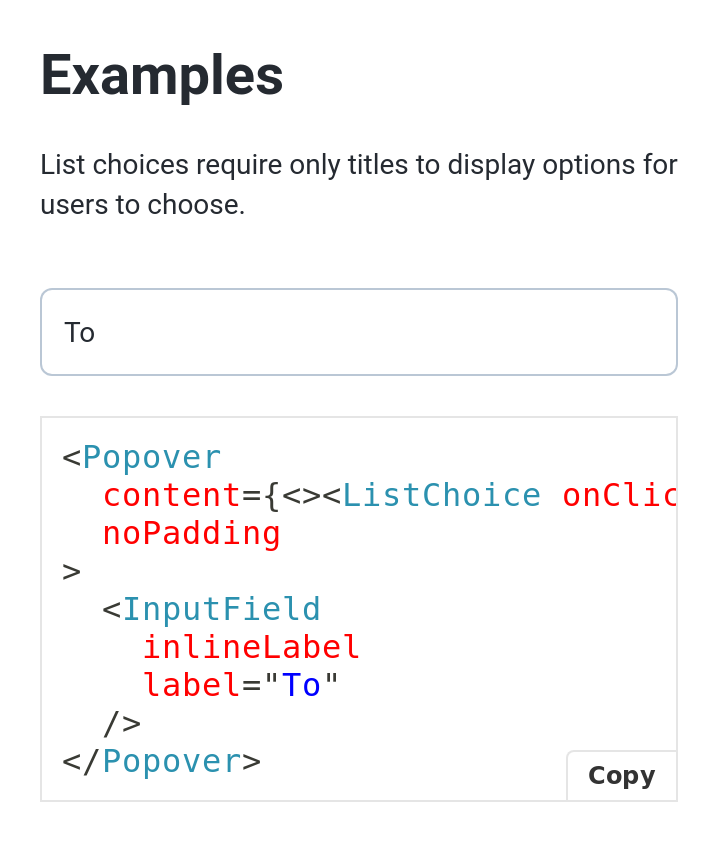 Examples
List choices require only titles to display options for
users to choose.
To
<Popover
  content={<><ListChoice onClic
  noPadding
>
  <InputField
    inlineLabel
    label="To"
  />
</Popover>
Copy